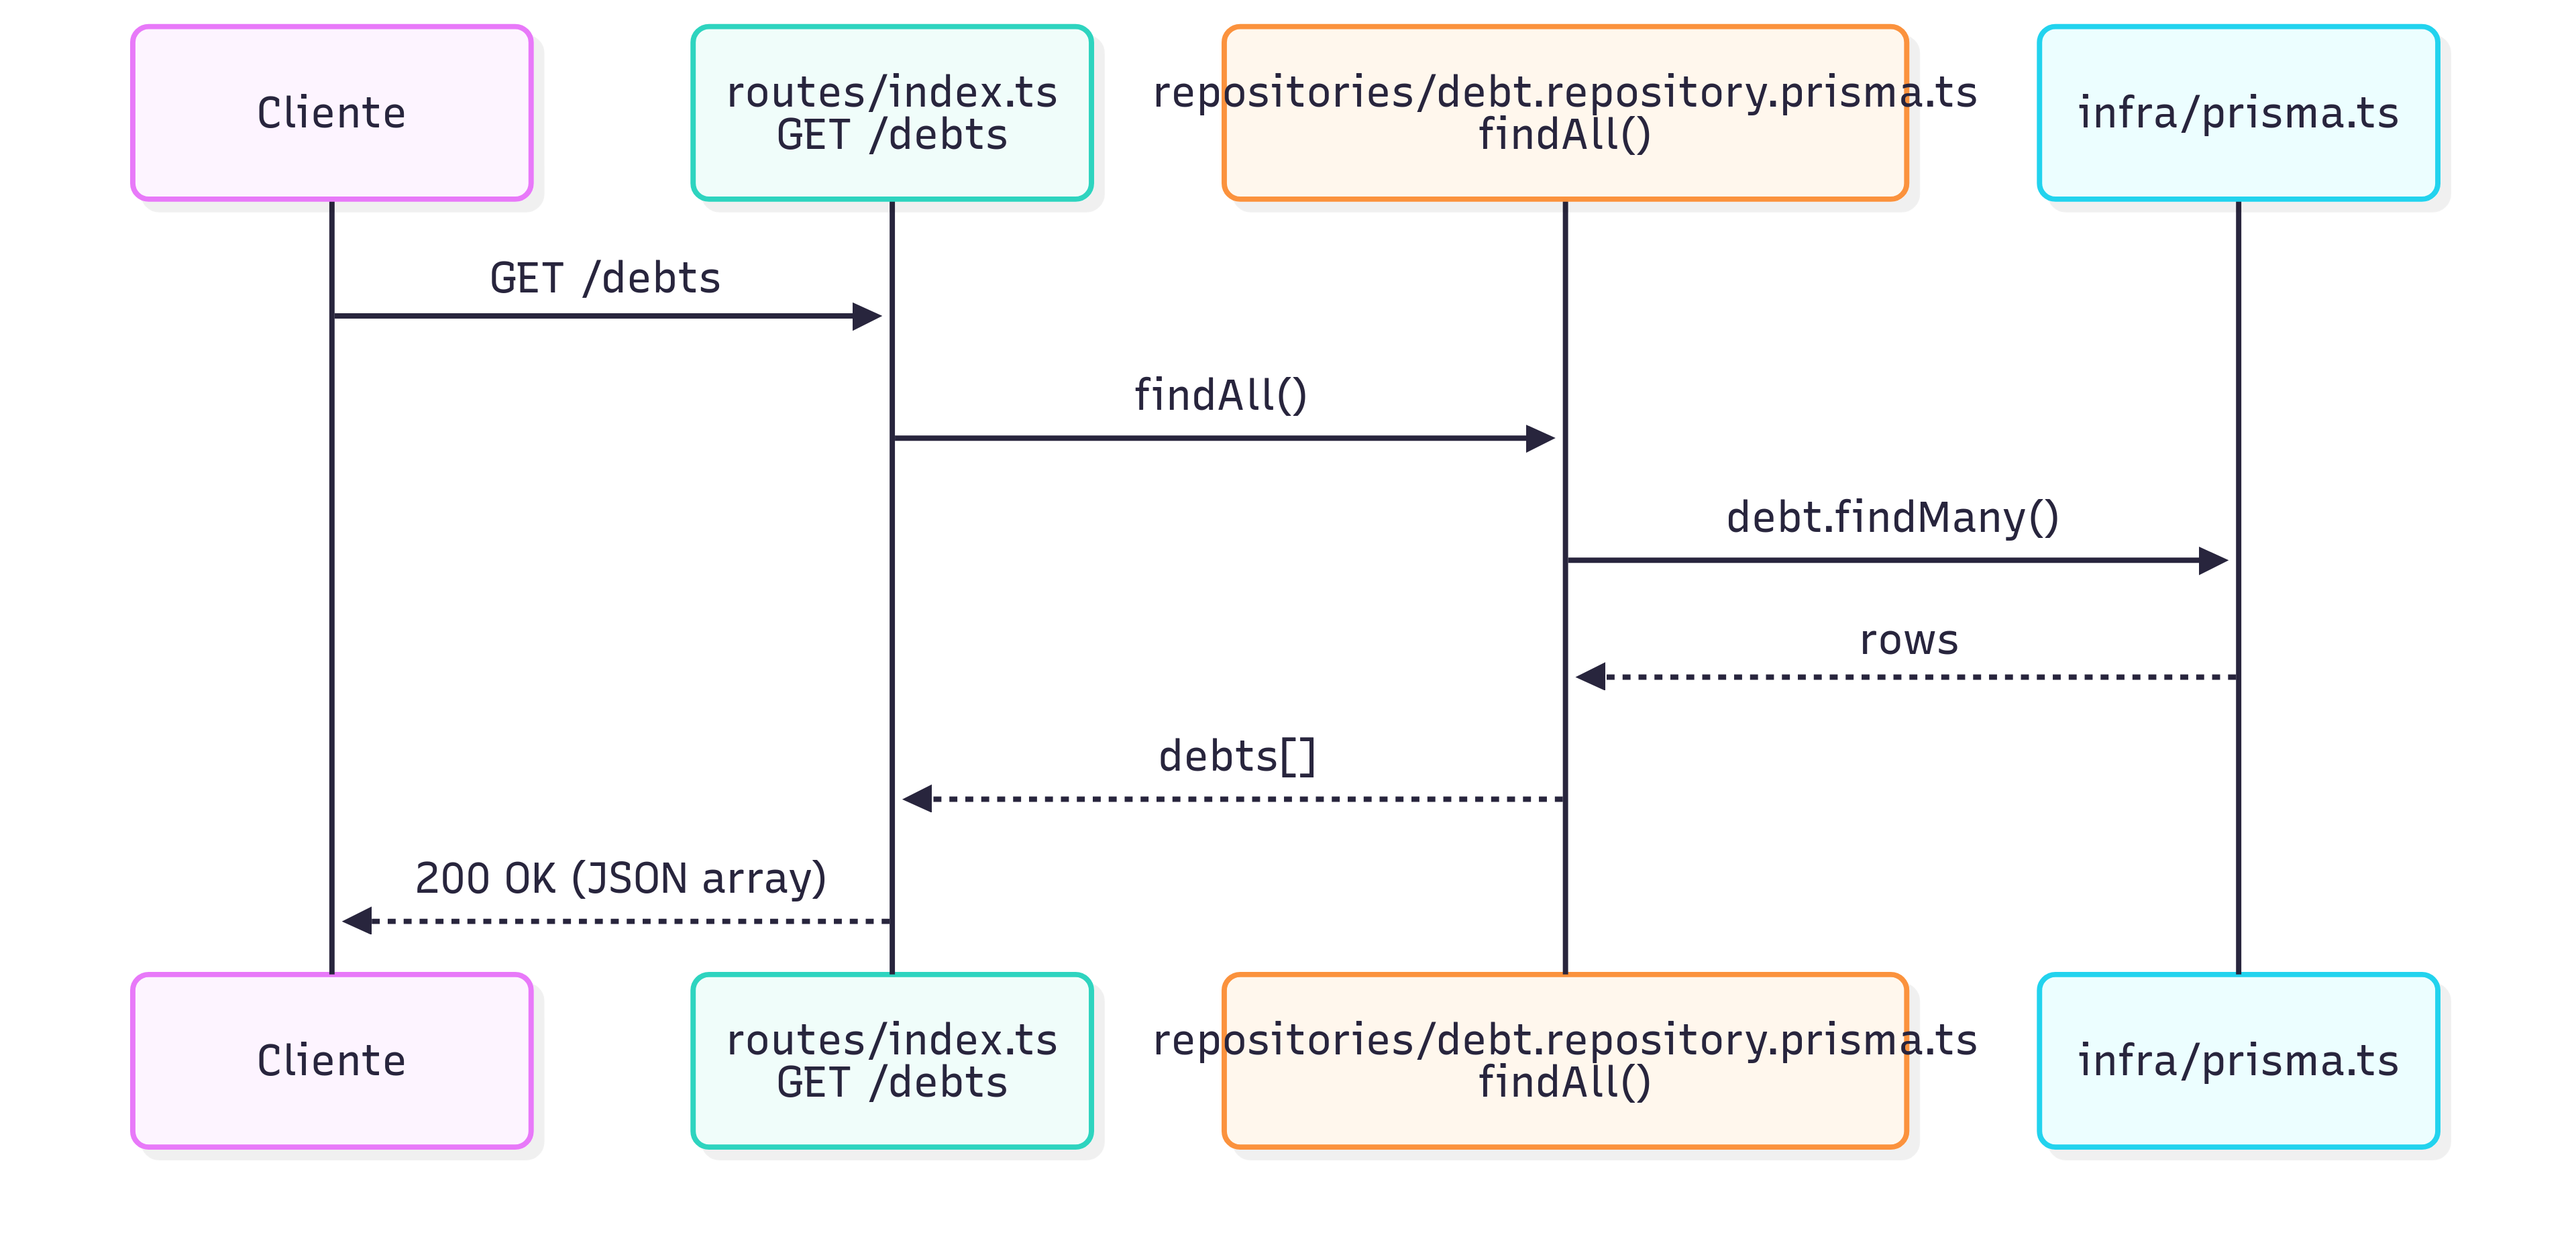 Cliente
routes/index.ts
GET /debts
repositories/debt.repository.prisma.ts
findAll()
infra/prisma.ts
GET /debts
findAll()
debt.findMany()
rows
debts[]
200 OK (JSON array)
Cliente
routes/index.ts
GET /debts
repositories/debt.repository.prisma.ts
findAll()
infra/prisma.ts